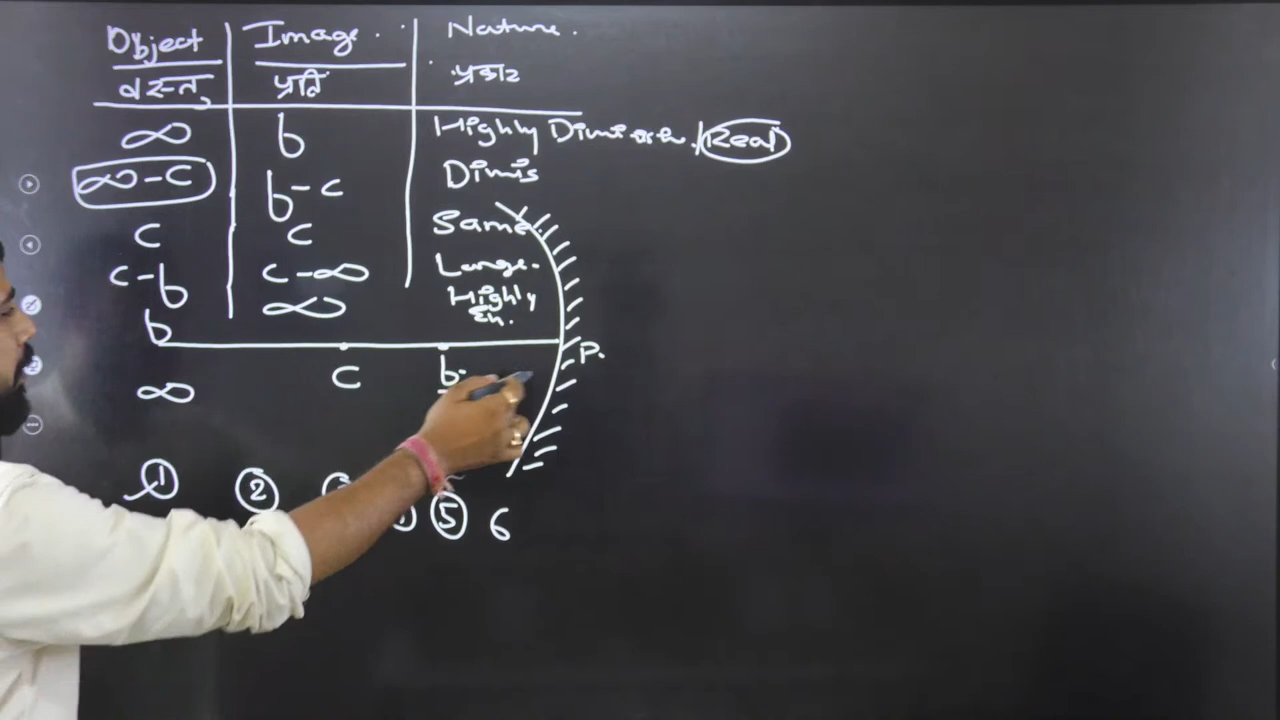 Object Image. Nature.
वस्तु प्रति प्रकार
∞ b Highly Diminish./Real
∞-C b-c Dimis
C C Same.
C-b C-∞ Large.
b ∞ Highly
En.
P.
∞ C b.
① ②
⑤ 6